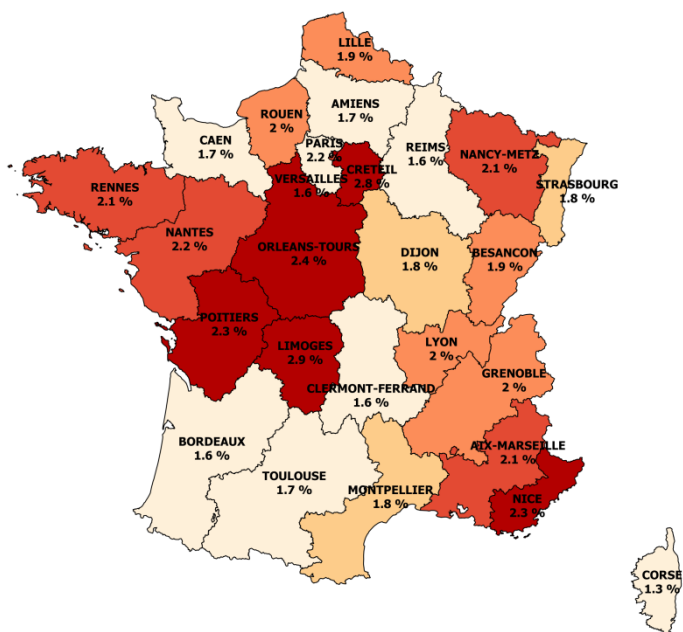 LILLE
1.9 %
AMIENS
1.7 %
ROUEN
2 %
CAEN
1.7 %
PARIS
2.2 %
REIMS
1.6 %
NANCY-METZ
2.1 %
CRETEIL
2.8 %
VERSAILLES
1.6 %
STRASBOURG
1.8 %
RENNES
2.1 %
NANTES
2.2 %
ORLEANS-TOURS
2.4 %
DIJON
1.8 %
BESANCON
1.9 %
POITIERS
2.3 %
LIMOGES
2.9 %
LYON
2 %
GRENOBLE
2 %
CLERMONT-FERRAND
1.6 %
BORDEAUX
1.6 %
AIX-MARSEILLE
2.1 %
TOULOUSE
1.7 %
MONTPELLIER
1.8 %
NICE
2.3 %
CORSE
1.3 %